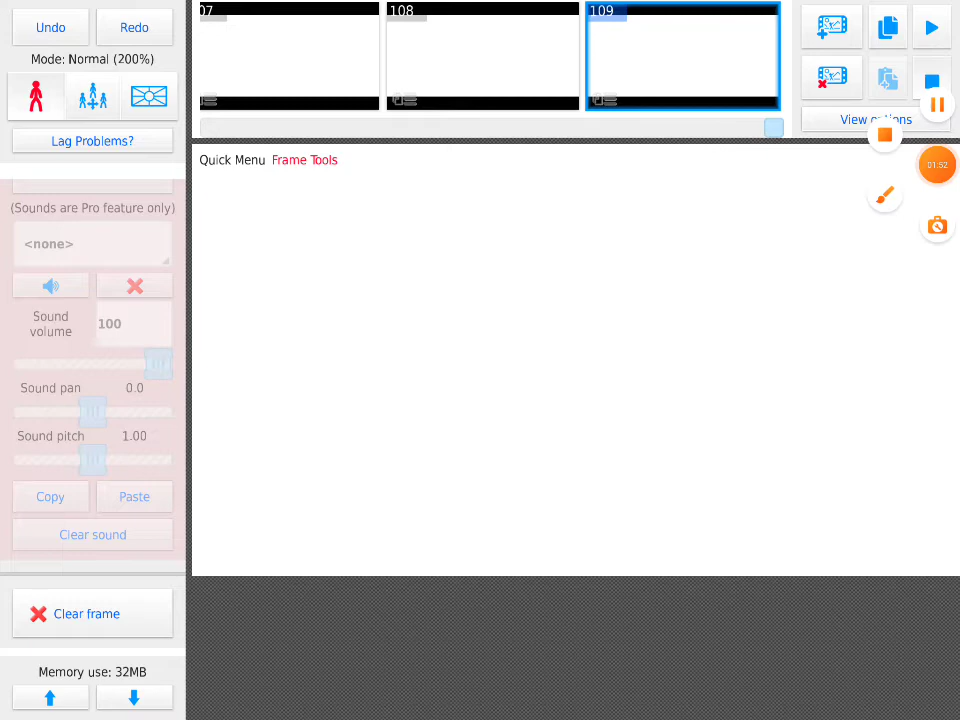 Undo
Redo
Mode: Normal (200%)
Lag Problems?
07
108
109
View options
01:52
Quick Menu Frame Tools
(Sounds are Pro feature only)
<none>
Sound volume
100
Sound pan
0.0
Sound pitch
1.00
Copy
Paste
Clear sound
Clear frame
Memory use: 32MB